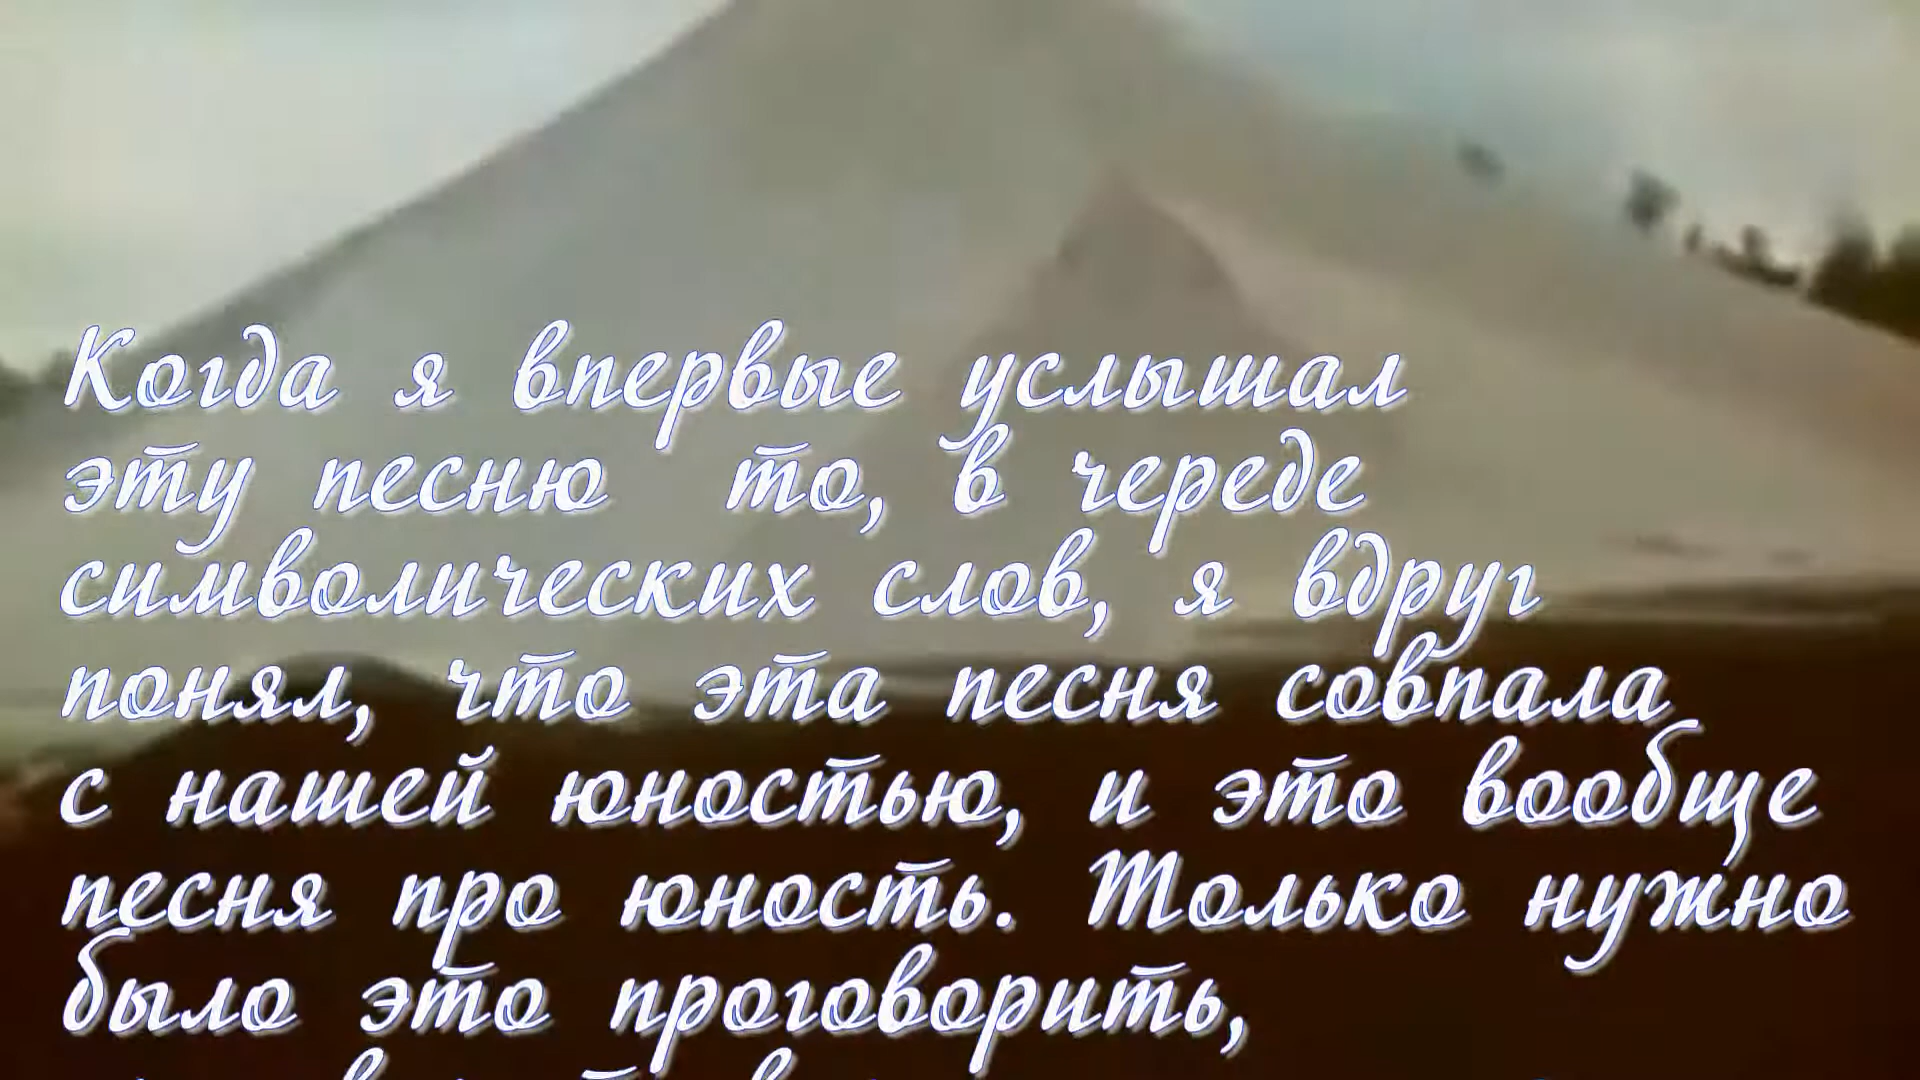 Когда я впервые услышал
эту песню то, в череде
символических слов, я вдруг
понял, что эта песня совпала
с нашей юностью, и это вообще
песня про юность. Только нужно
было это проговорить,